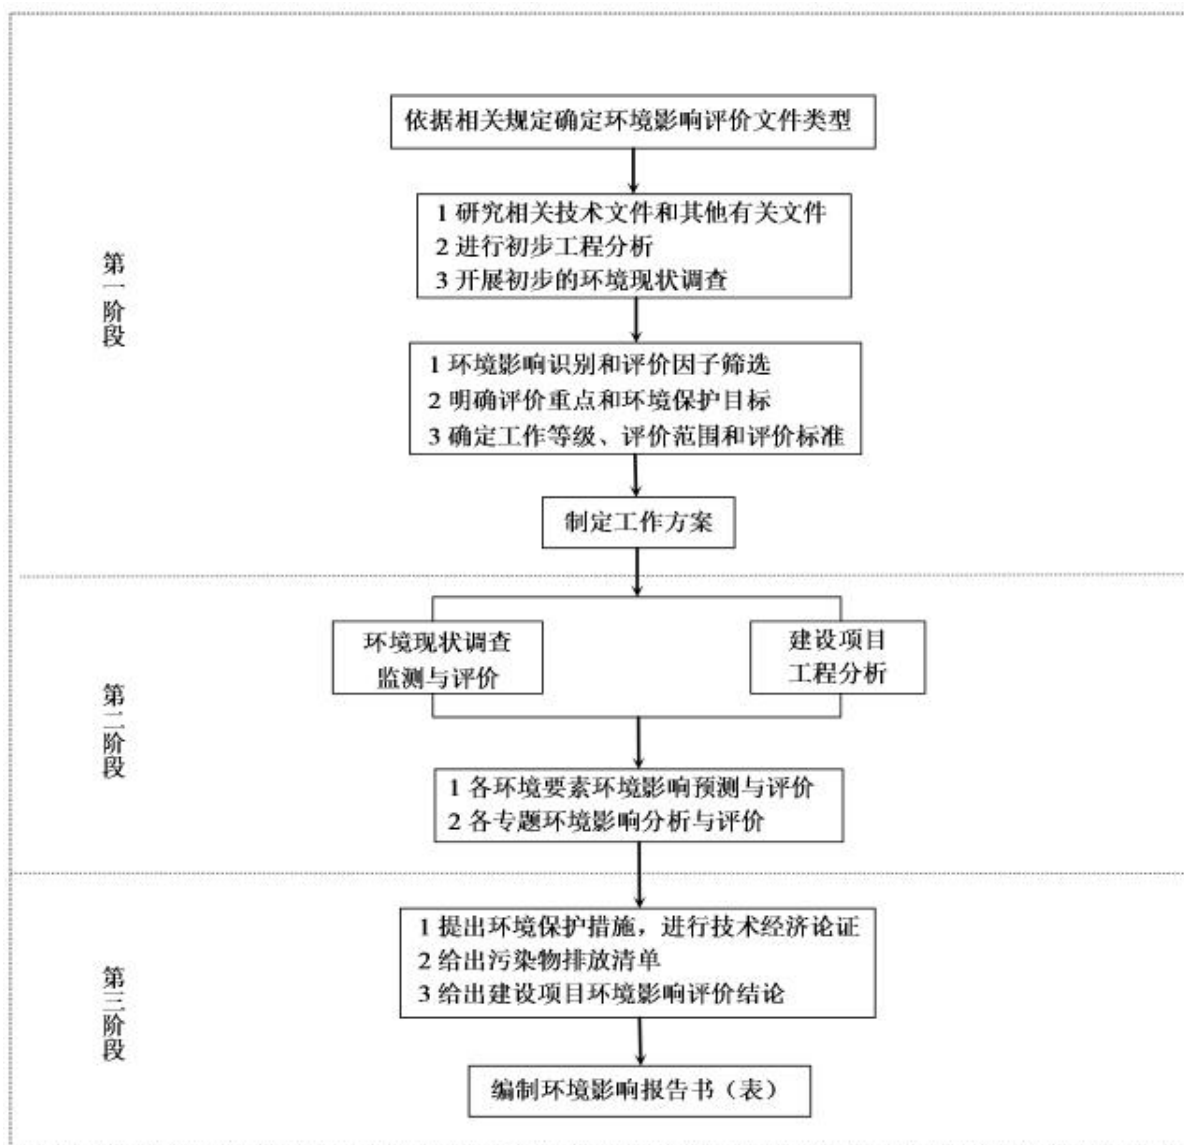 依据相关规定确定环境影响评价文件类型
1 研究相关技术文件和其他有关文件
2 进行初步工程分析
3 开展初步的环境现状调查
第一阶段
1 环境影响识别和评价因子筛选
2 明确评价重点和环境保护目标
3 确定工作等级、评价范围和评价标准
制定工作方案
环境现状调查
监测与评价
建设项目
工程分析
第二阶段
1 各环境要素环境影响预测与评价
2 各专题环境影响分析与评价
1 提出环境保护措施，进行技术经济论证
2 给出污染物排放清单
3 给出建设项目环境影响评价结论
第三阶段
编制环境影响报告书（表）